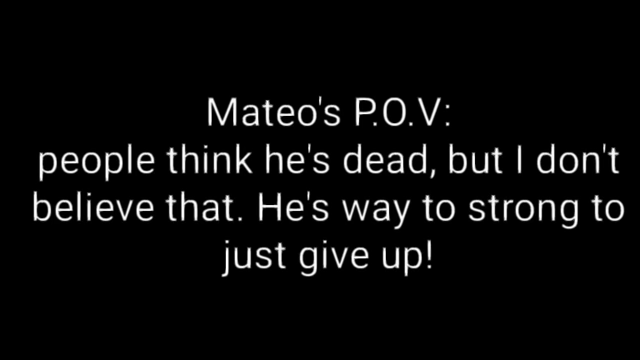 Mateo's P.O.V:
people think he's dead, but I don't
believe that. He's way to strong to
just give up!